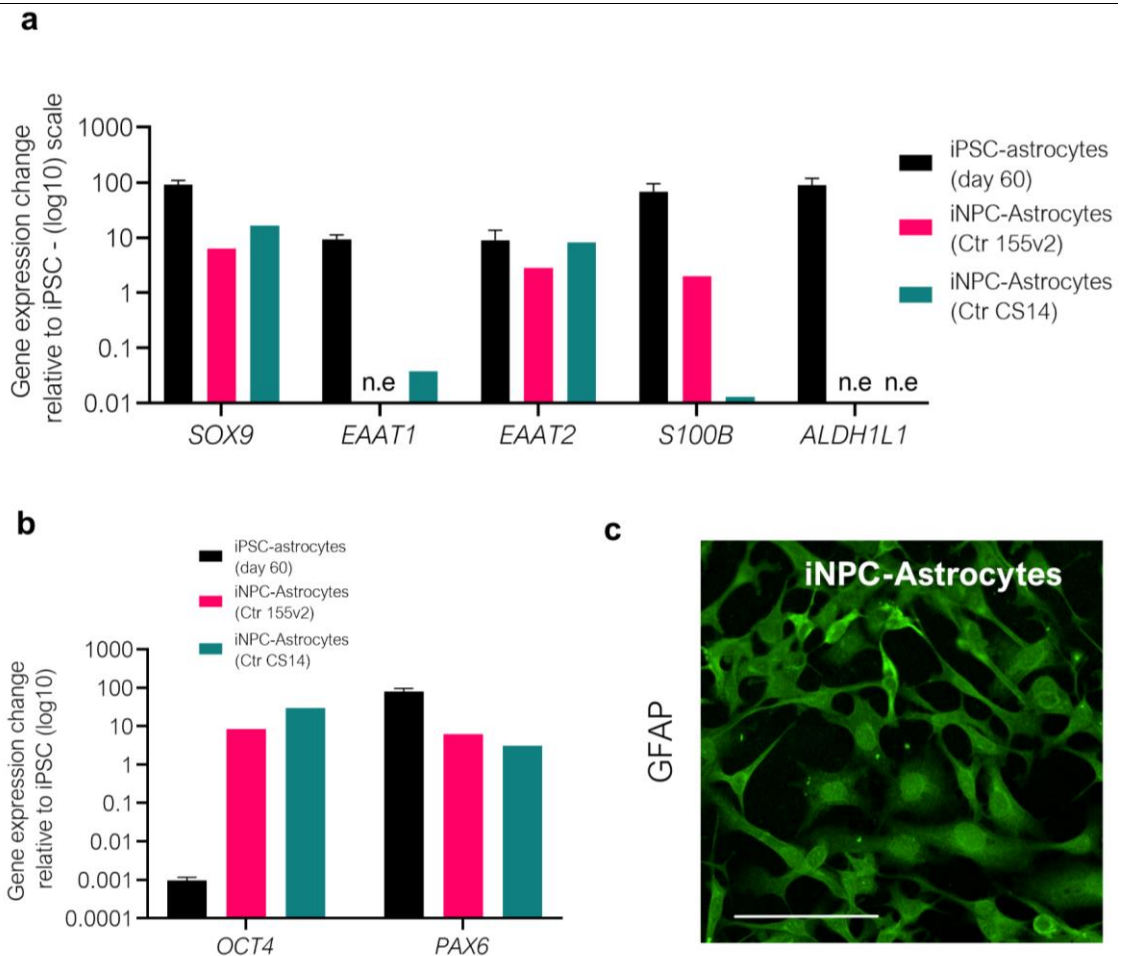 a
Gene expression change
relative to iPSC - (log10) scale
1000
100
10
1
0.1
0.01
n.e
n.e
n.e
SOX9
EAAT1
EAAT2
S100B
ALDH1L1
iPSC-astrocytes
(day 60)
iNPC-Astrocytes
(Ctr 155v2)
iNPC-Astrocytes
(Ctr CS14)
b
iPSC-astrocytes
(day 60)
iNPC-Astrocytes
(Ctr 155v2)
iNPC-Astrocytes
(Ctr CS14)
Gene expression change
relative to iPSC (log10)
1000
100
10
1
0.1
0.01
0.001
0.0001
OCT4
PAX6
c
iNPC-Astrocytes
GFAP